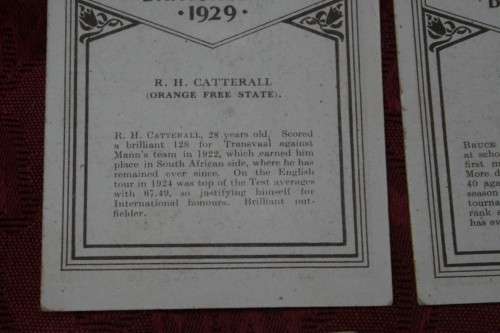 ·1929·
R. H. CATTERALL
(ORANGE FREE STATE).
R. H. CATTERALL, 28 years old. Scored
a brilliant 128 for Transvaal against
Mann's team in 1922, which earned him
place in South African side, where he has
remained ever since. On the English
tour in 1924 was top of the Test averages
with 67.49, so justifying himself for
International honours. Brilliant out-
fielder.
BRUCE
at scho
first m
More. d
40 aga
season
tourna
rank
has ev